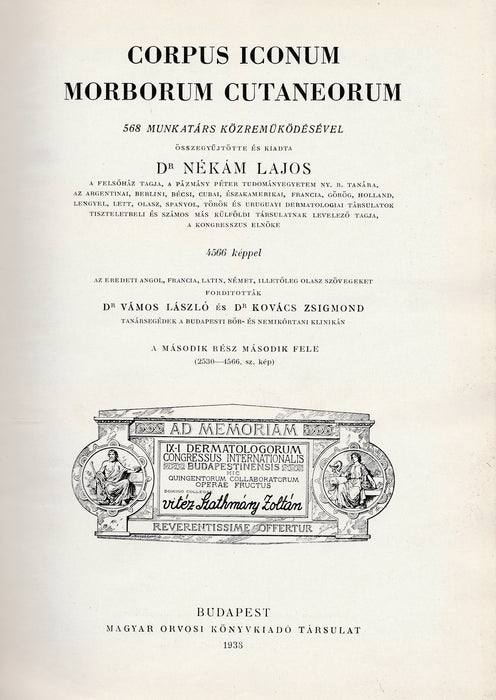 CORPUS ICONUM
MORBORUM CUTANEORUM
568 MUNKATÁRS KÖZREMŰKÖDÉSÉVEL
ÖSSZEGYŰJTÖTTE ÉS KIADTA
DR NÉKÁM LAJOS
A FELSŐHÁZ TAGJA, A PÁZMÁNY PÉTER TUDOMÁNYEGYETEM NY. R. TANÁRA,
AZ ARGENTINAI, BERLINI, BÉCSI, CUBAI, ÉSZAKAMERIKAI, FRANCIA, GÖRÖG, HOLLAND,
LENGYEL, LETT, OLASZ, SPANYOL, TÖRÖK ÉS URUGUAYI DERMATOLOGIAI TÁRSULATOK
TISZTELETBELI ÉS SZÁMOS MÁS KÜLFÖLDI TÁRSULATNAK LEVELEZŐ TAGJA,
A KONGRESSZUS ELNÖKE
4566 képpel
AZ EREDETI ANGOL, FRANCIA, LATIN, NÉMET, ILLETŐLEG OLASZ SZÖVEGEKET
FORDITOTTÁK
DR VÁMOS LÁSZLÓ ÉS DR KOVÁCS ZSIGMOND
TANÁRSEGÉDEK A BUDAPESTI BŐR- ÉS NEMIKÓRTANI KLINIKÁN
A MÁSODIK RÉSZ MÁSODIK FELE
(2530—4566. sz. kép)
AD MEMORIAM
IX-I DERMATOLOGORUM
CONGRESSUS INTERNATIONALIS
BUDAPESTINENSIS
HIC
QUINGENTORUM COLLABORATORUM
OPERAE FRUCTUS
DOMINO COLLEGAE
vitéz Szathmáry Zoltán
REVERENTISSIME OFFERTUR
BUDAPEST
MAGYAR ORVOSI KÖNYVKIADÓ TÁRSULAT
1938